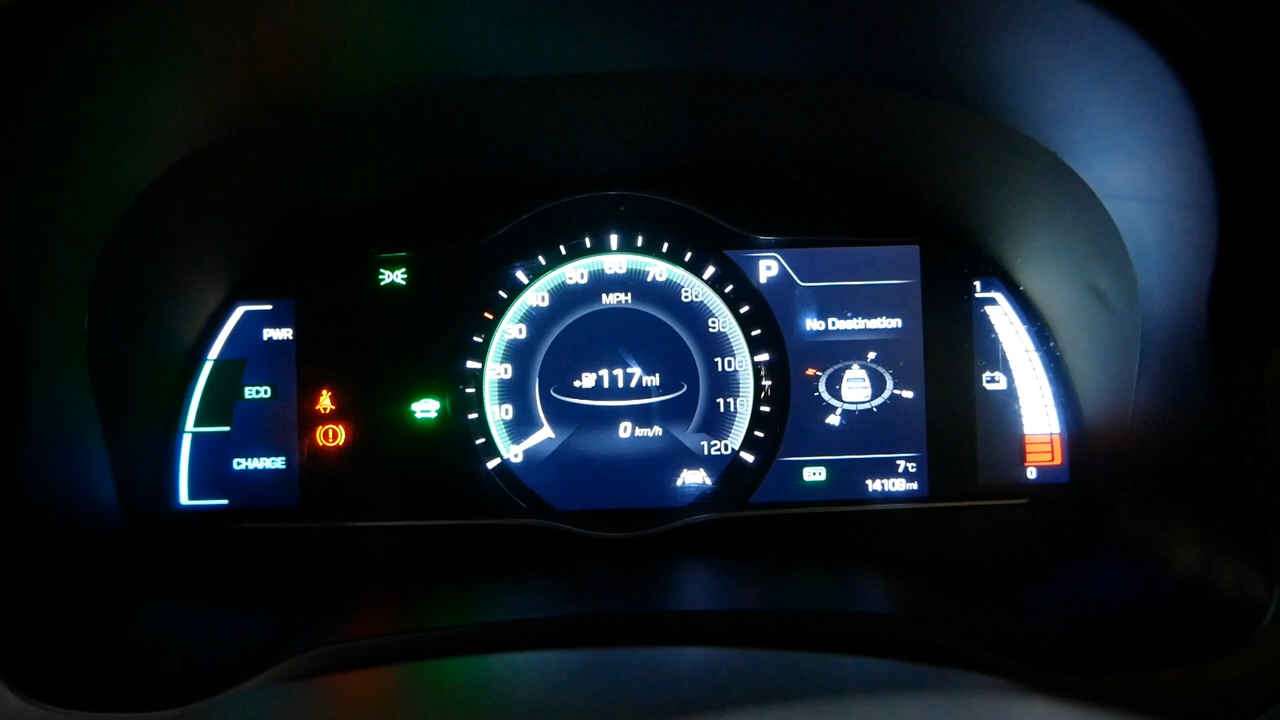 PWR
ECO
CHARGE
0
10
20
30
40
50
60
70
80
90
100
110
120
MPH
117mi
0 km/h
P
No Destination
ECO
7°C
14109mi
1
0